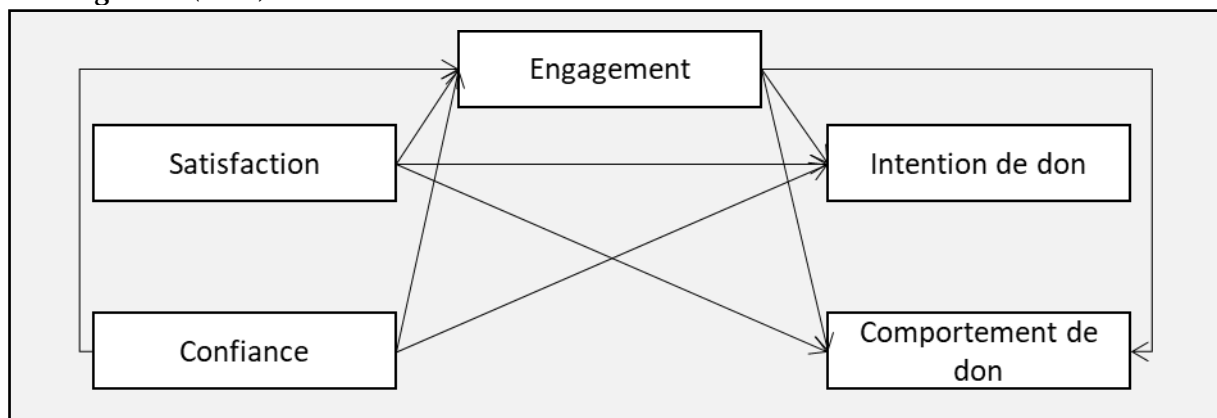 Engagement
Satisfaction
Intention de don
Confiance
Comportement de
don